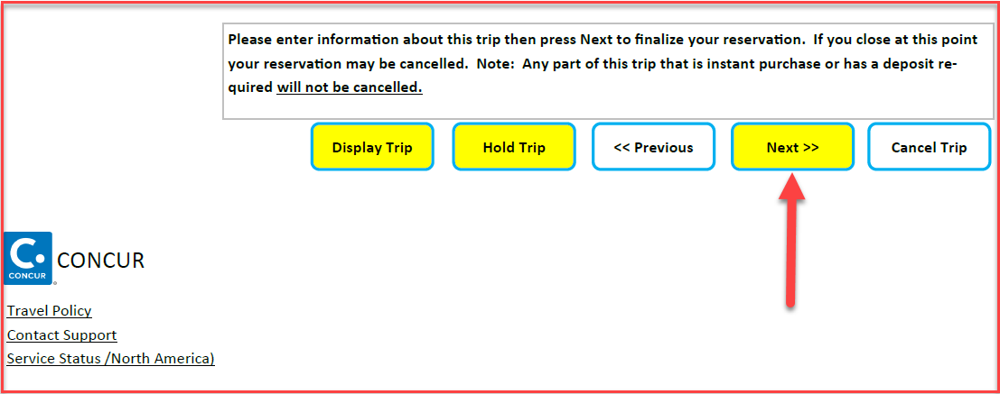 Please enter information about this trip then press Next to finalize your reservation.  If you close at this point
your reservation may be cancelled.  Note:  Any part of this trip that is instant purchase or has a deposit re-
quired will not be cancelled.
Display Trip
Hold Trip
<< Previous
Next >>
Cancel Trip
C.
CONCUR
®
CONCUR
Travel Policy
Contact Support
Service Status /North America)